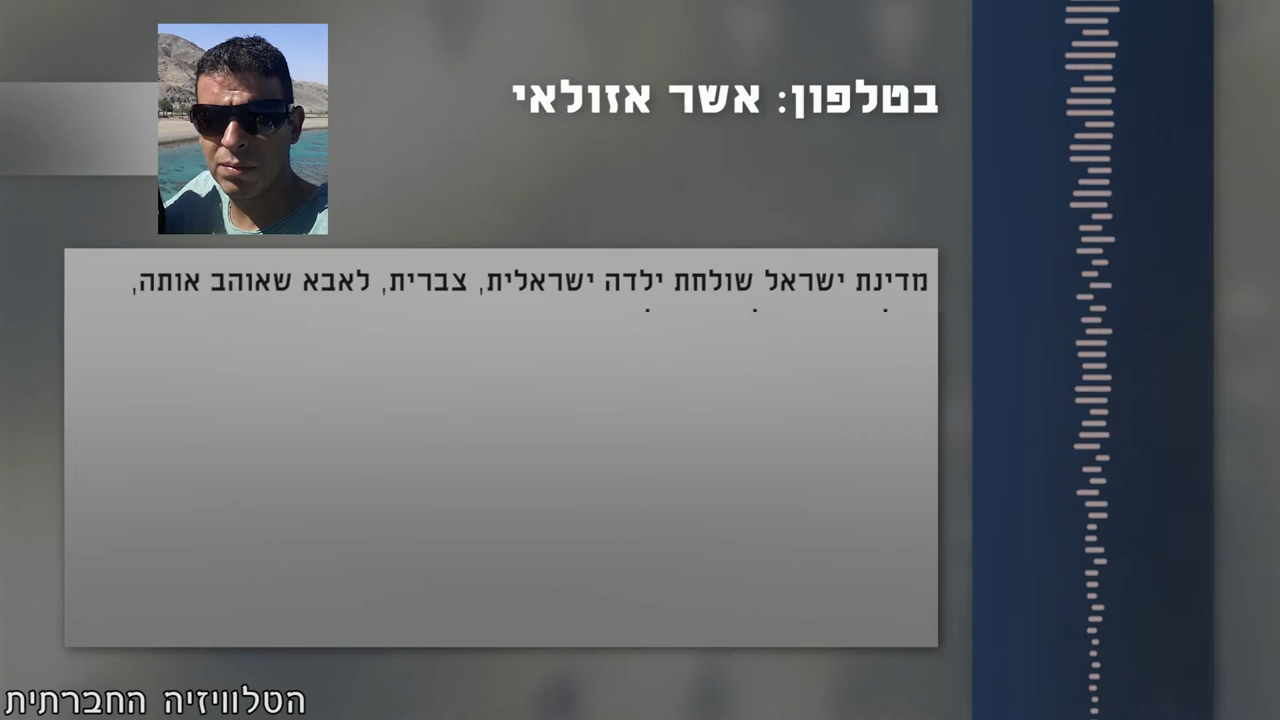 בטלפון: אשר אזולאי
מדינת ישראל שולחת ילדה ישראלית, צברית, לאבא שאוהב אותה,
הטלוויזיה החברתית